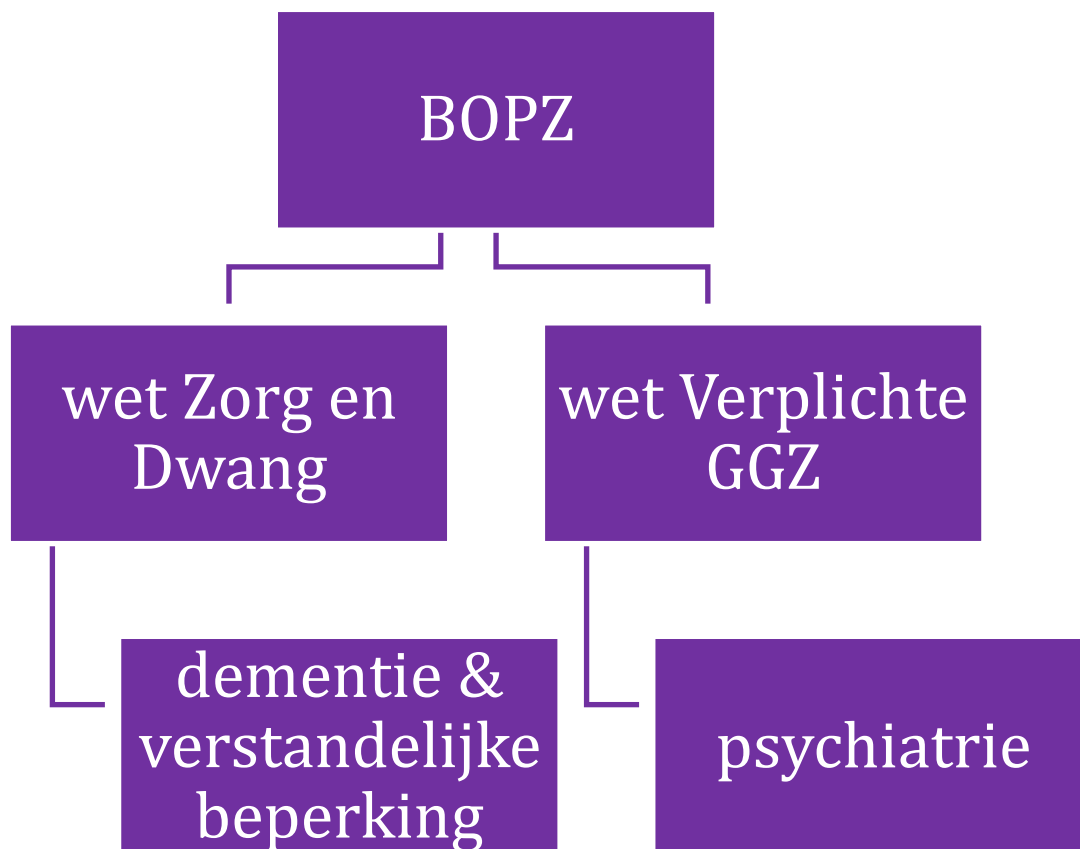 BOPZ
wet Zorg en
Dwang
wet Verplichte
GGZ
dementie &
verstandelijke
beperking
psychiatrie